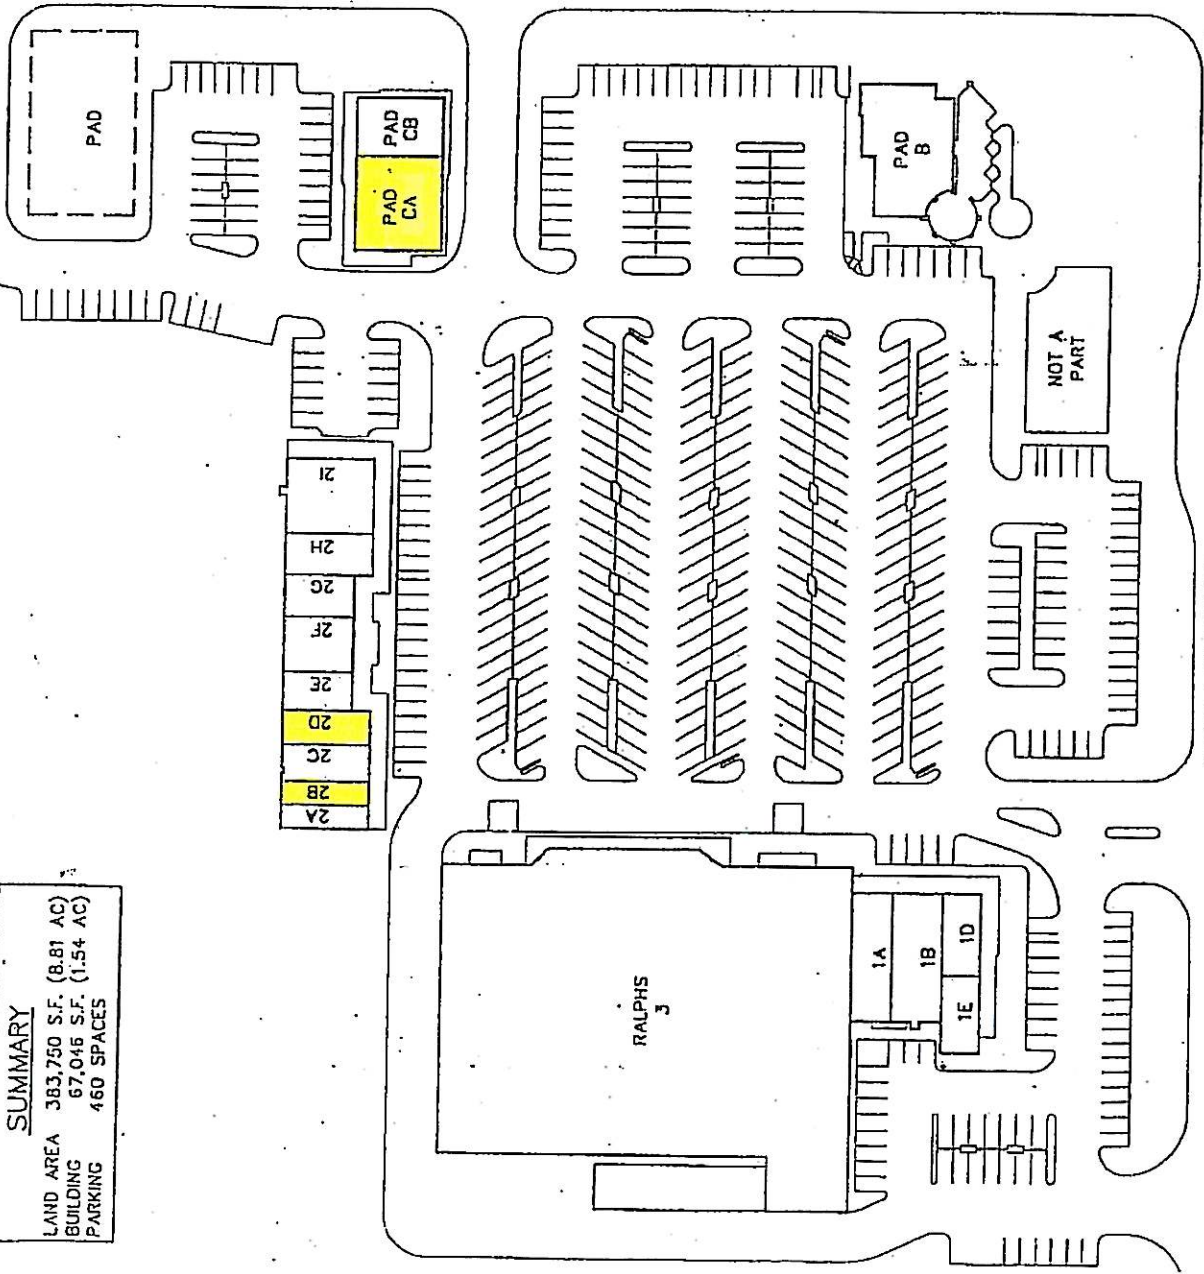 SUMMARY
LAND AREA 383,750 S.F. (8.81 AC)
BUILDING 67,046 S.F. (1.54 AC)
PARKING 460 SPACES
PAD
PAD
CB
PAD
CA
PAD
B
NOT A
PART
2I
2H
2G
2F
2E
2D
2C
2B
2A
RALPHS
3
1A
1B
1D
1E